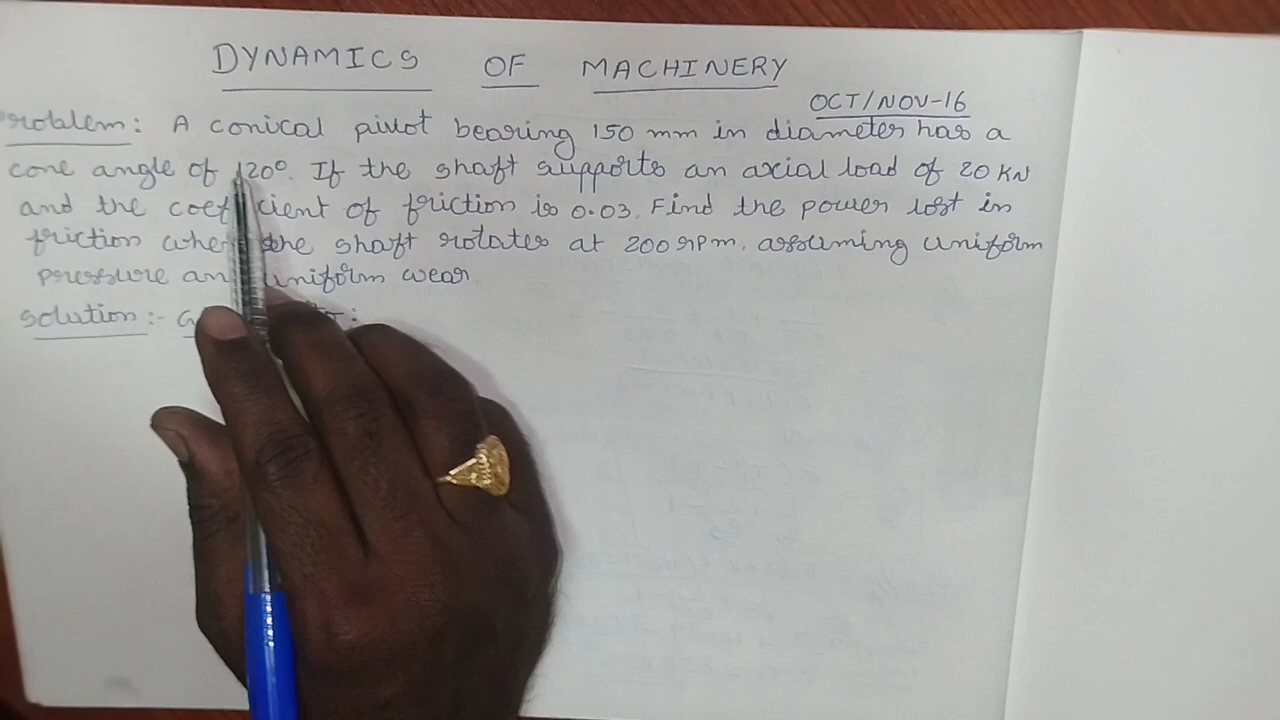 DYNAMICS OF MACHINERY
OCT/NOV-16
roblem: A conical pivot bearing 150 mm in diameter has a
cone angle of 120°. If the shaft supports an axial load of 20 KN
and the coefficient of friction is 0.03. Find the power lost in
friction when the shaft rotates at 200 rpm. assuming uniform
pressure and uniform wear
Solution:-